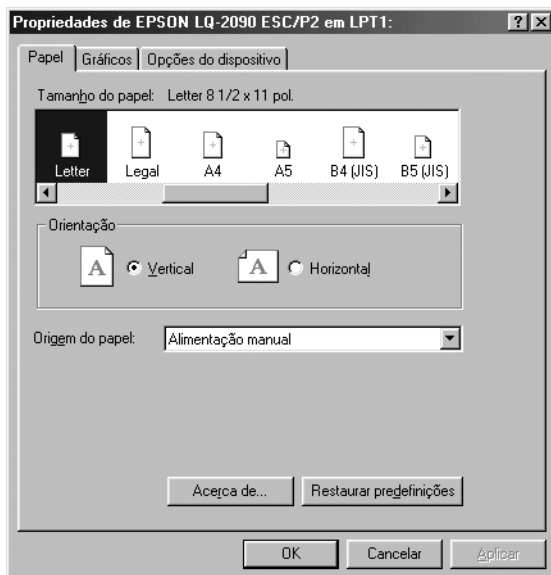 Propriedades de EPSON LQ-2090 ESC/P2 em LPT1: ? X
Papel Gráficos Opções do dispositivo
Tamanho do papel: Letter 8 1/2 x 11 pol.
Letter Legal A4 A5 B4 (JIS) B5 (JIS)
Orientação
A Vertical A Horizontal
Origem do papel: Alimentação manual
Acerca de... Restaurar predefinições
OK Cancelar Aplicar